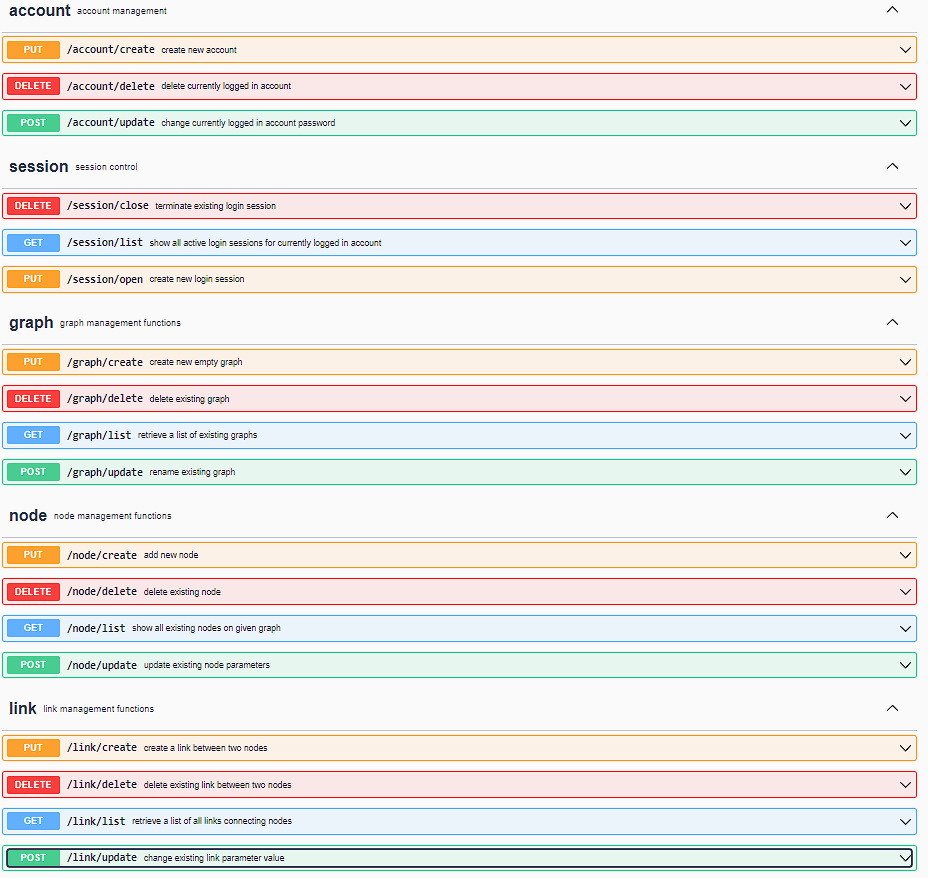 account account management
PUT /account/create create new account
DELETE /account/delete delete currently logged in account
POST /account/update change currently logged in account password
session session control
DELETE /session/close terminate existing login session
GET /session/list show all active login sessions for currently logged in account
PUT /session/open create new login session
graph graph management functions
PUT /graph/create create new empty graph
DELETE /graph/delete delete existing graph
GET /graph/list retrieve a list of existing graphs
POST /graph/update rename existing graph
node node management functions
PUT /node/create add new node
DELETE /node/delete delete existing node
GET /node/list show all existing nodes on given graph
POST /node/update update existing node parameters
link link management functions
PUT /link/create create a link between two nodes
DELETE /link/delete delete existing link between two nodes
GET /link/list retrieve a list of all links connecting nodes
POST /link/update change existing link parameter value